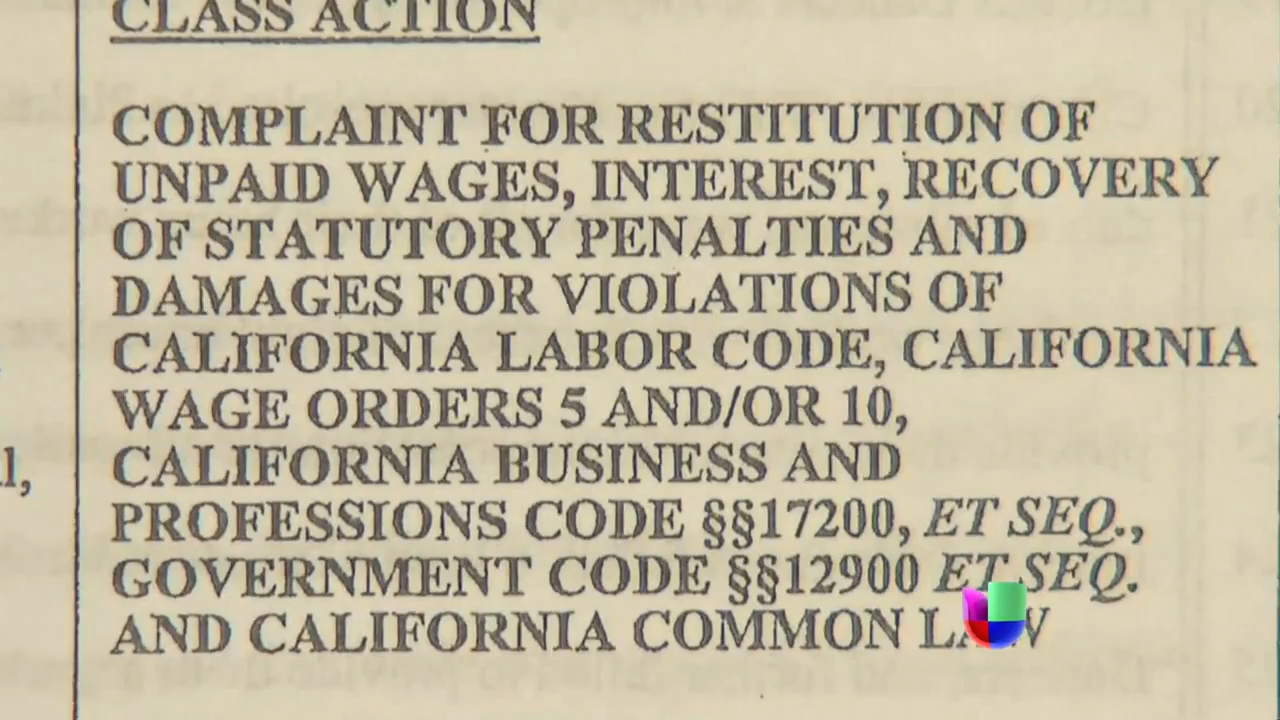 CLASS ACTION
COMPLAINT FOR RESTITUTION OF
UNPAID WAGES, INTEREST, RECOVERY
OF STATUTORY PENALTIES AND
DAMAGES FOR VIOLATIONS OF
CALIFORNIA LABOR CODE, CALIFORNIA
WAGE ORDERS 5 AND/OR 10,
CALIFORNIA BUSINESS AND
PROFESSIONS CODE §§17200, ET SEQ.,
GOVERNMENT CODE §§12900 ET SEQ.
AND CALIFORNIA COMMON LAW